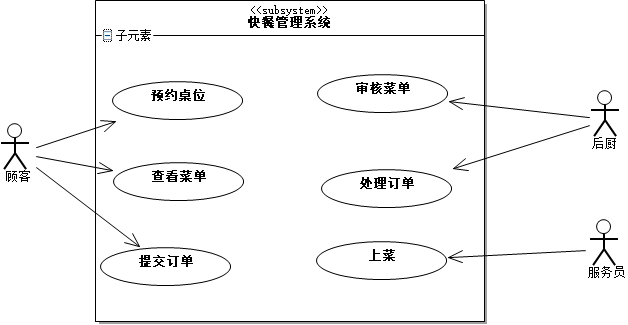 <<subsystem>>
快餐管理系统
子元素
预约桌位
审核菜单
顾客
后厨
查看菜单
处理订单
提交订单
上菜
服务员